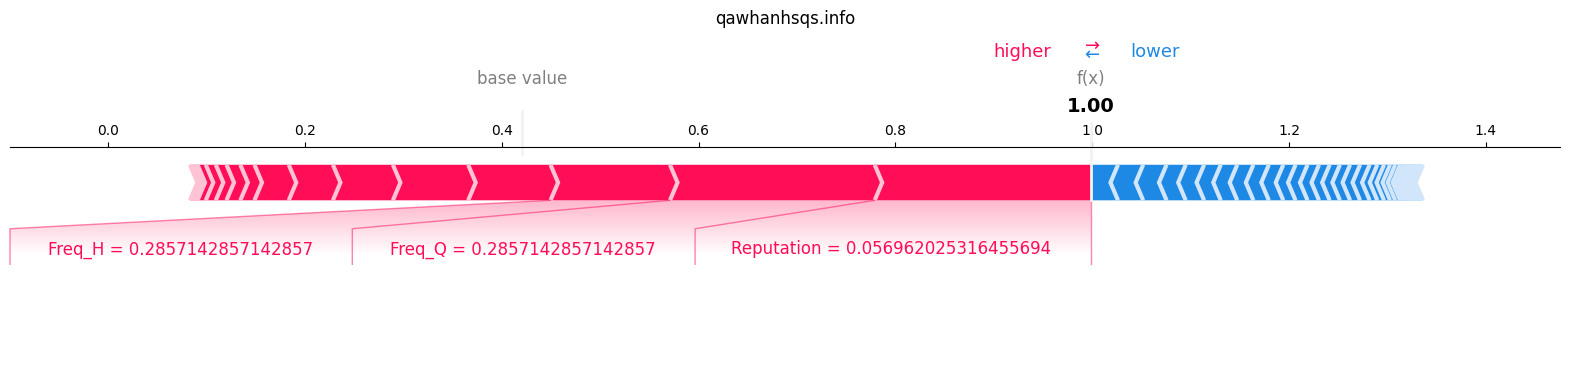 qawhanhsqs.info
higher → ← lower
base value f(x)
1.00
0.0 0.2 0.4 0.6 0.8 1.0 1.2 1.4
Freq_H = 0.2857142857142857 Freq_Q = 0.2857142857142857 Reputation = 0.056962025316455694